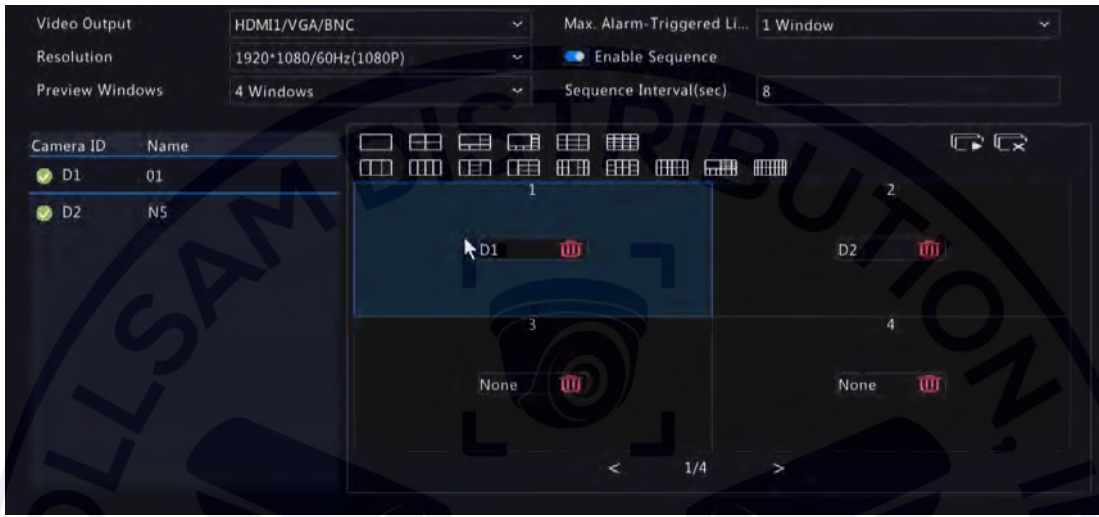 Video Output HDMI1/VGA/BNC Max. Alarm-Triggered Li... 1 Window
Resolution 1920*1080/60Hz(1080P) Enable Sequence
Preview Windows 4 Windows Sequence Interval(sec) 8
Camera ID Name
D1 01
D2 N5
1 2
D1 D2
3 4
None None
< 1/4 >
OLLSAM DISTRIBUTION,